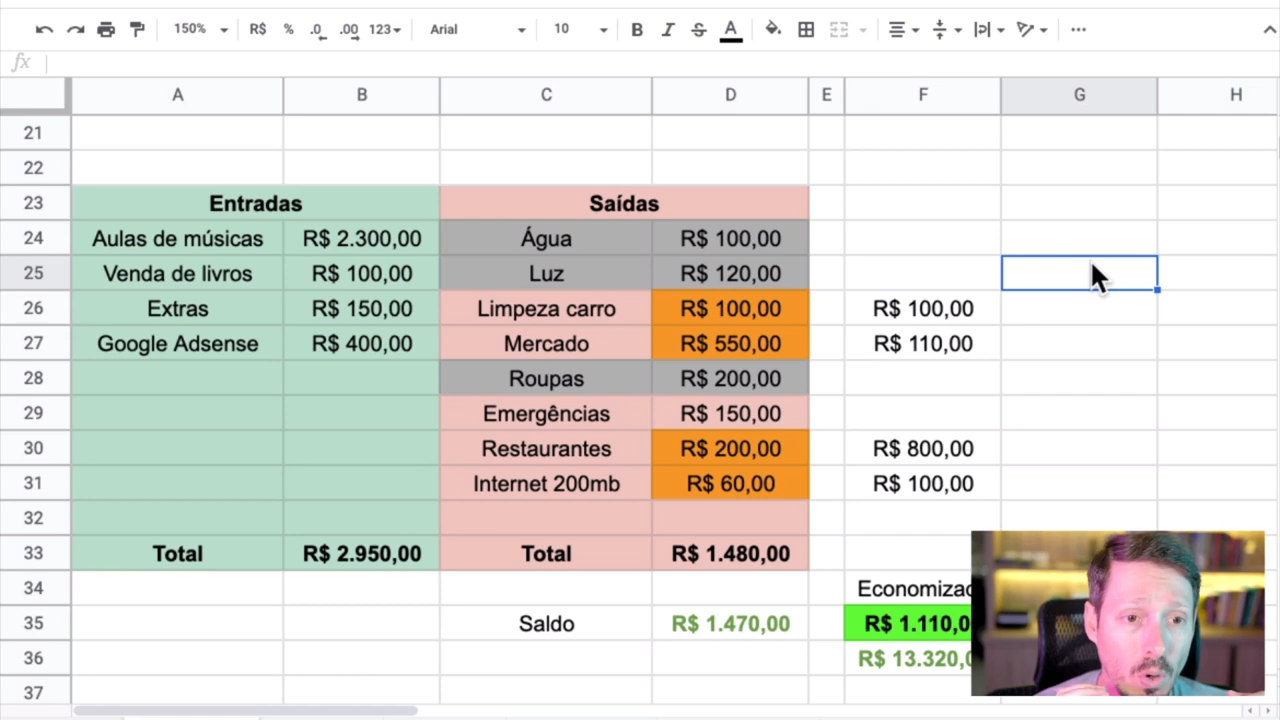 150% R$ % .0 .00 123 Arial 10 B I S A
fx
A B C D E F G H
21
22
23 Entradas Saídas
24 Aulas de músicas R$ 2.300,00 Água R$ 100,00
25 Venda de livros R$ 100,00 Luz R$ 120,00
26 Extras R$ 150,00 Limpeza carro R$ 100,00 R$ 100,00
27 Google Adsense R$ 400,00 Mercado R$ 550,00 R$ 110,00
28 Roupas R$ 200,00
29 Emergências R$ 150,00
30 Restaurantes R$ 200,00 R$ 800,00
31 Internet 200mb R$ 60,00 R$ 100,00
32
33 Total R$ 2.950,00 Total R$ 1.480,00
34 Economizad
35 Saldo R$ 1.470,00 R$ 1.110,0
36 R$ 13.320,
37